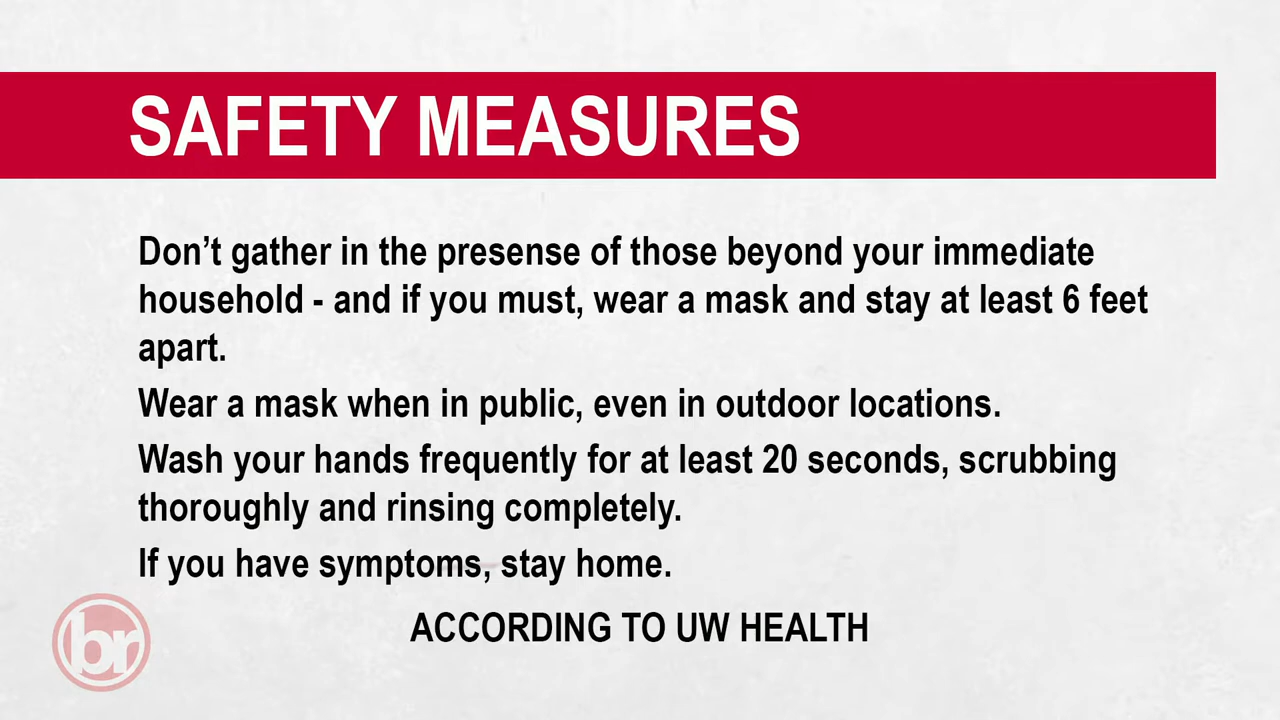 SAFETY MEASURES
Don’t gather in the presense of those beyond your immediate
household - and if you must, wear a mask and stay at least 6 feet
apart.
Wear a mask when in public, even in outdoor locations.
Wash your hands frequently for at least 20 seconds, scrubbing
thoroughly and rinsing completely.
If you have symptoms, stay home.
ACCORDING TO UW HEALTH
br